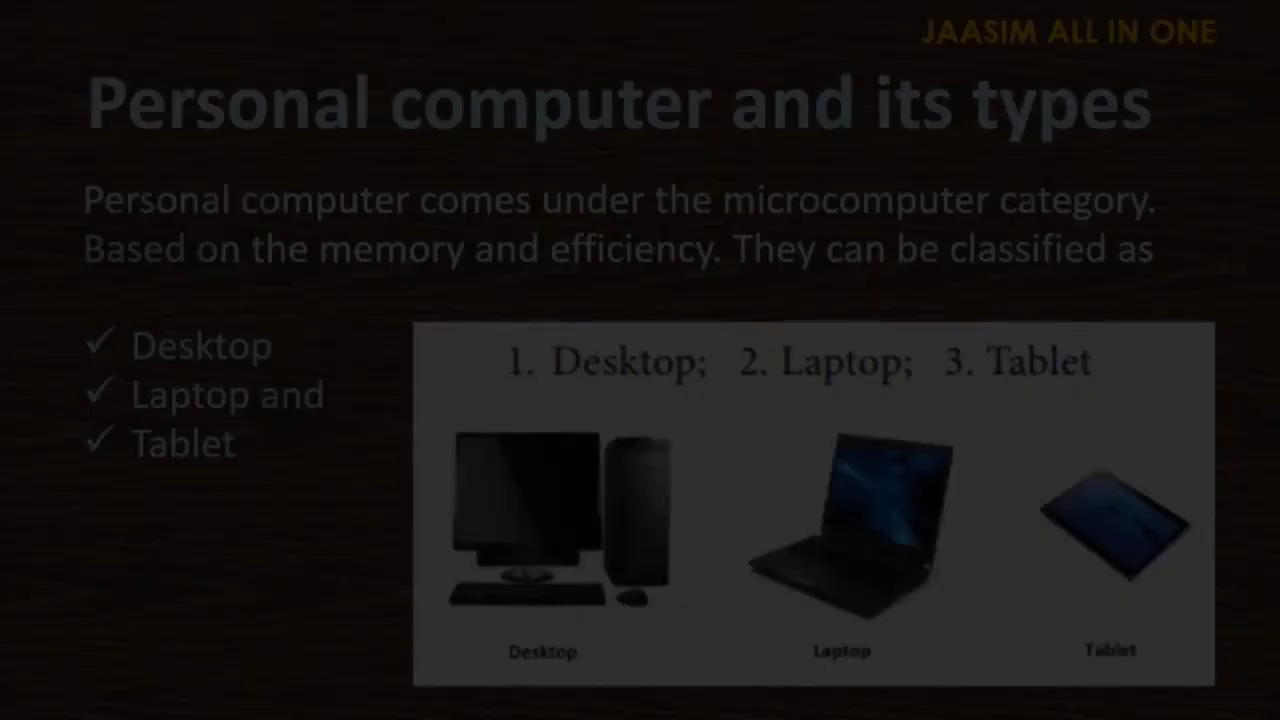 JAASIM ALL IN ONE
Personal computer and its types
Personal computer comes under the microcomputer category.
Based on the memory and efficiency. They can be classified as
✓ Desktop
✓ Laptop and
✓ Tablet
1. Desktop; 2. Laptop; 3. Tablet
Desktop
Laptop
Tablet